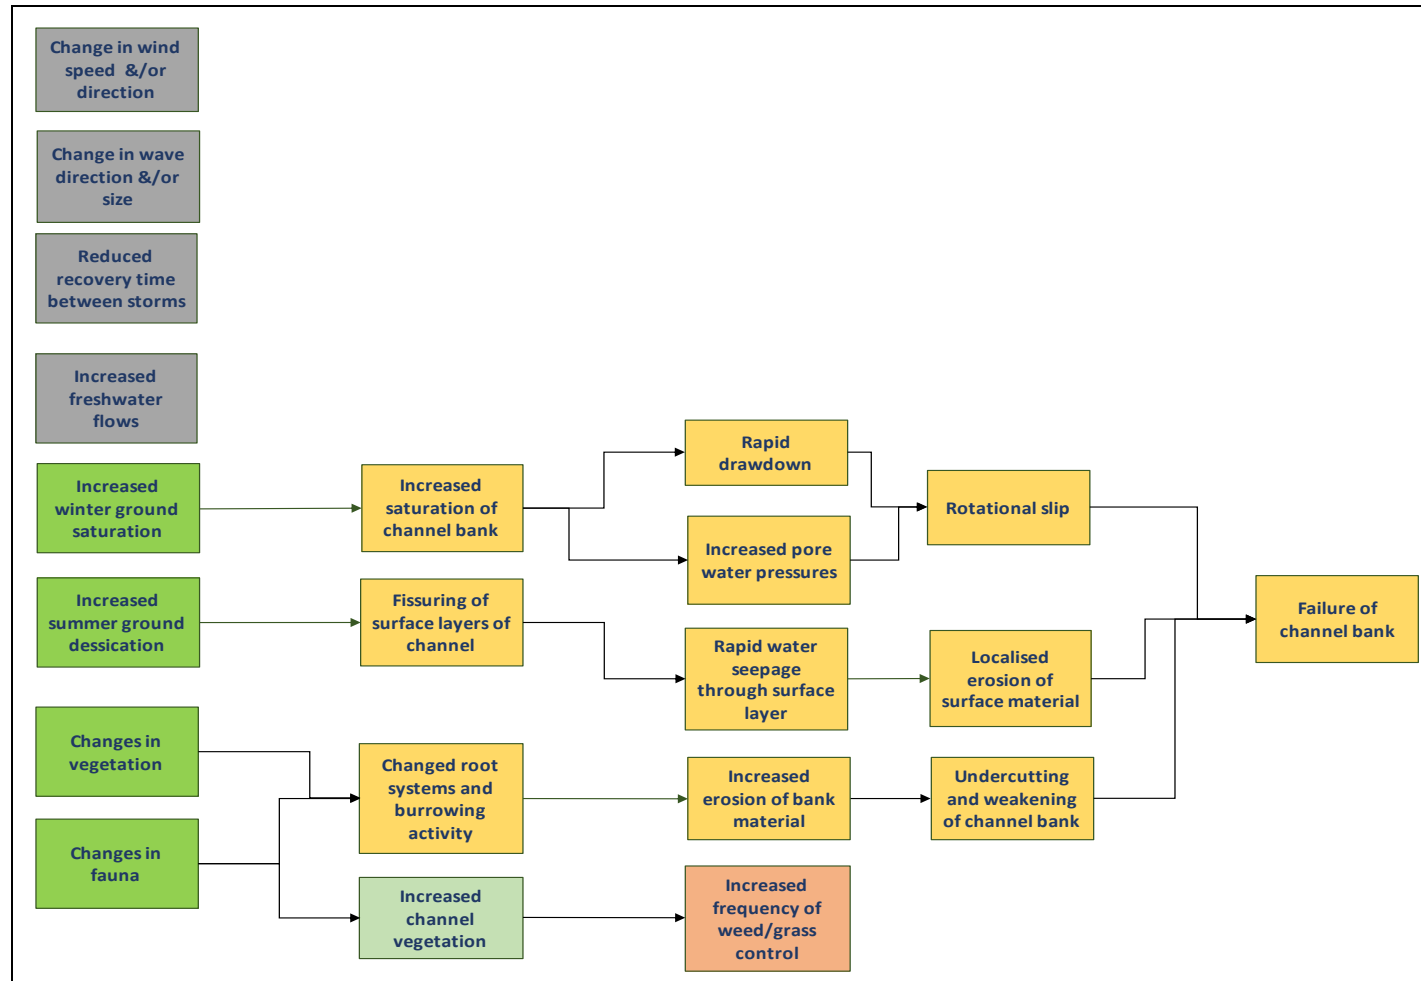 Change in wind
speed &/or
direction
Change in wave
direction &/or
size
Reduced
recovery time
between storms
Increased
freshwater
flows
Increased
winter ground
saturation
Increased
summer ground
dessication
Changes in
vegetation
Changes in
fauna
Increased
saturation of
channel bank
Fissuring of
surface layers of
channel
Changed root
systems and
burrowing
activity
Increased
channel
vegetation
Rapid
drawdown
Increased pore
water pressures
Rapid water
seepage
through surface
layer
Increased
erosion of bank
material
Increased
frequency of
weed/grass
control
Rotational slip
Localised
erosion of
surface material
Undercutting
and weakening
of channel bank
Failure of
channel bank